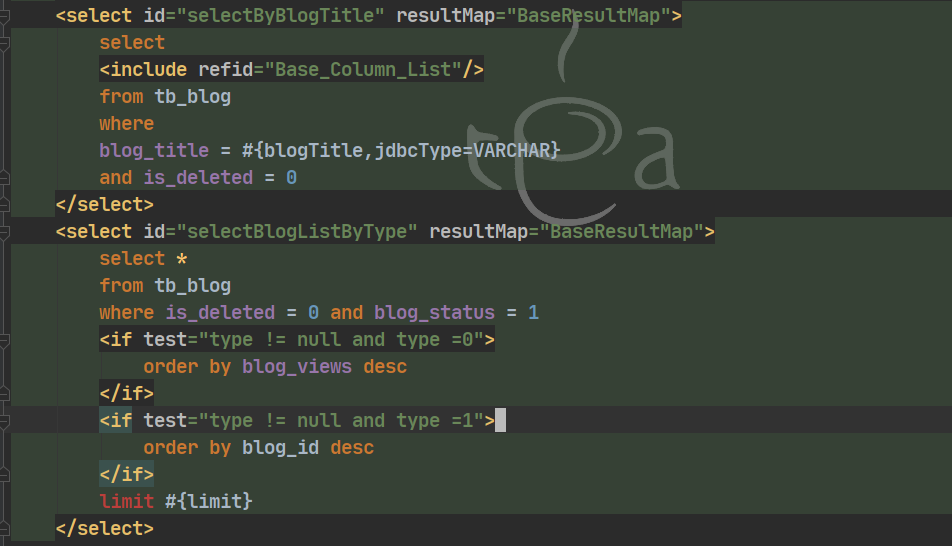 <select id="selectByBlogTitle" resultMap="BaseResultMap">
select
<include refid="Base_Column_List"/>
from tb_blog
where
blog_title = #{blogTitle,jdbcType=VARCHAR}
and is_deleted = 0
</select>
<select id="selectBlogListByType" resultMap="BaseResultMap">
select *
from tb_blog
where is_deleted = 0 and blog_status = 1
<if test="type != null and type =0">
order by blog_views desc
</if>
<if test="type != null and type =1">
order by blog_id desc
</if>
limit #{limit}
</select>